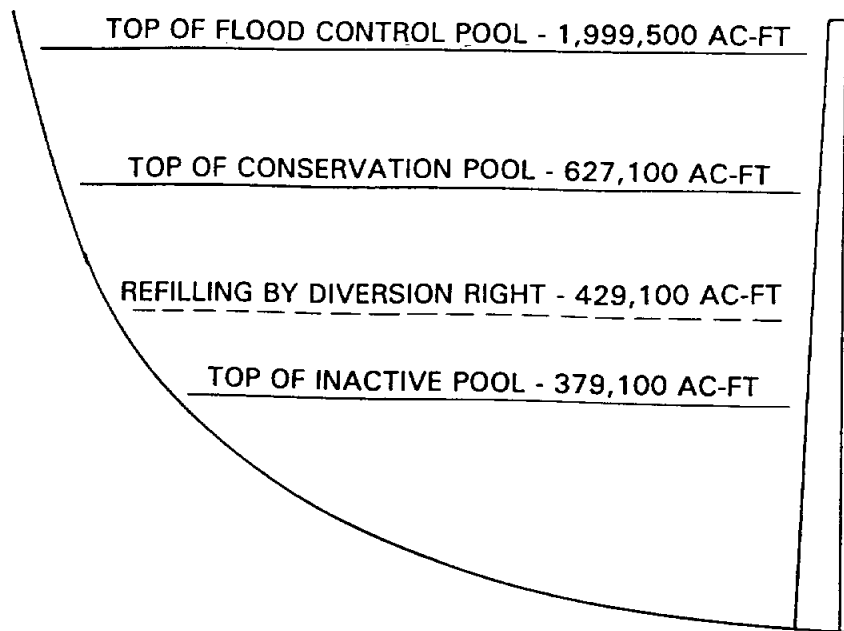 TOP OF FLOOD CONTROL POOL - 1,999,500 AC-FT
TOP OF CONSERVATION POOL - 627,100 AC-FT
REFILLING BY DIVERSION RIGHT - 429,100 AC-FT
TOP OF INACTIVE POOL - 379,100 AC-FT